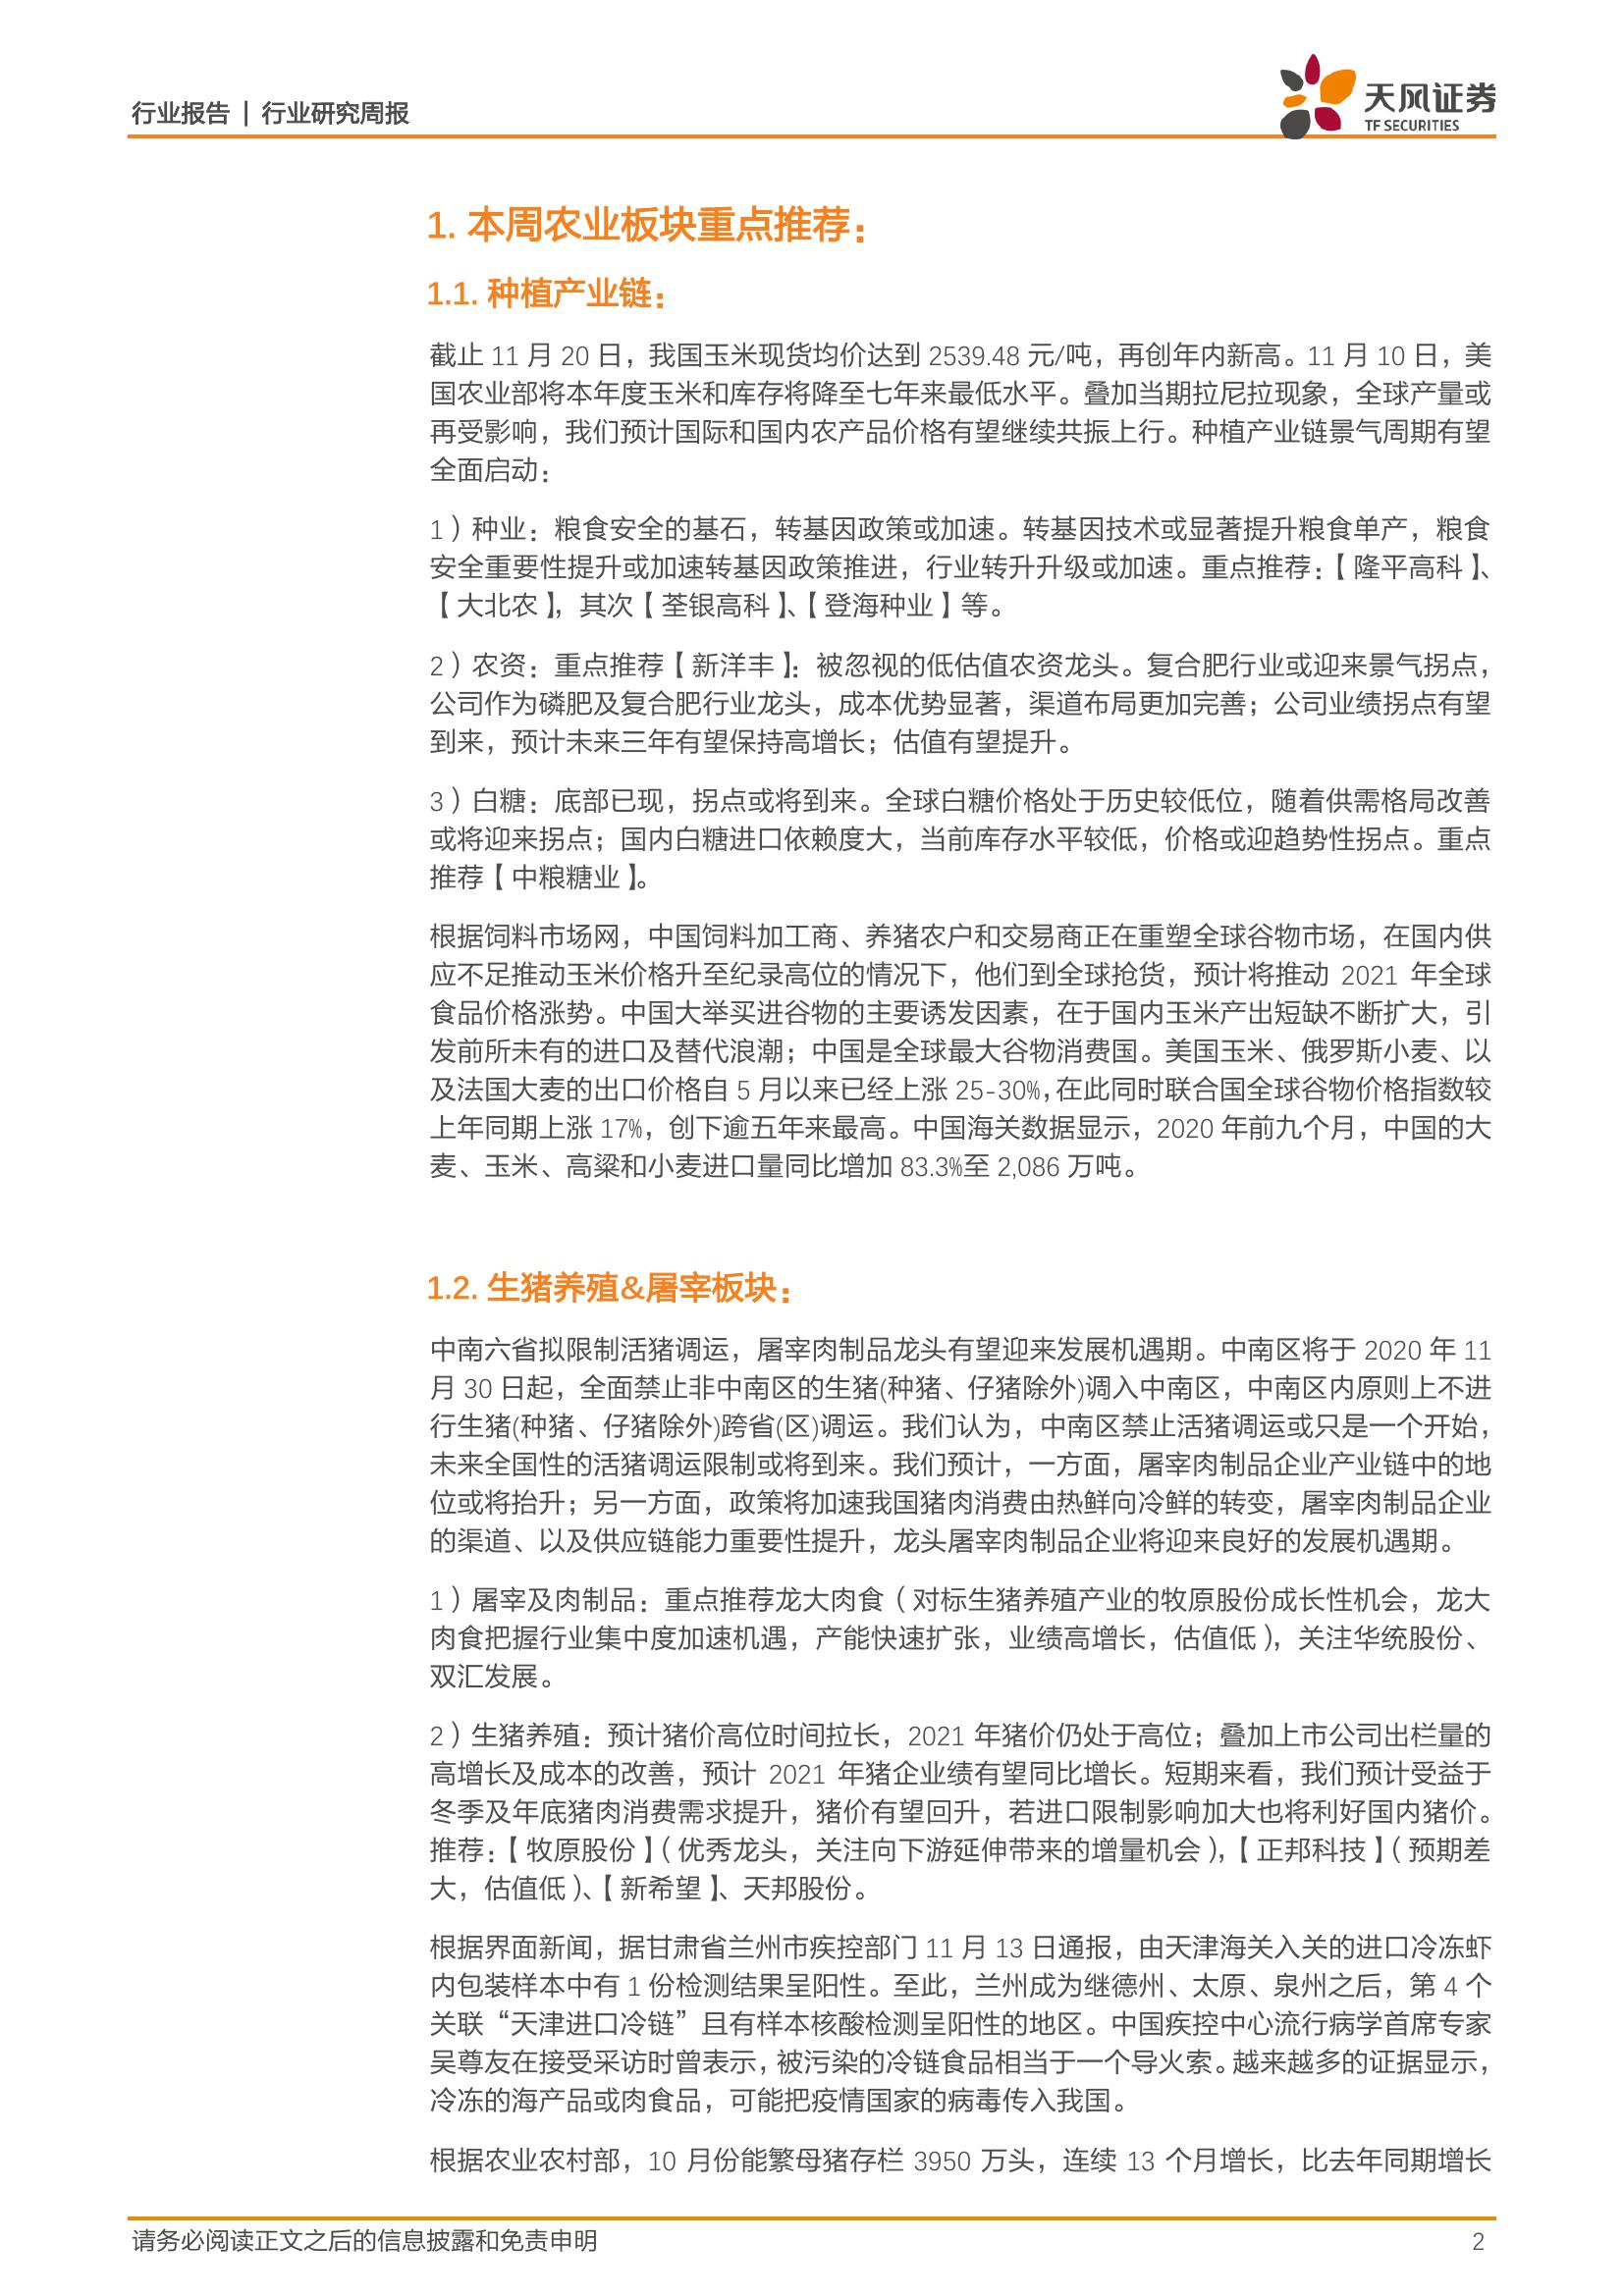 行业报告 | 行业研究周报
天风证券
TF SECURITIES
1. 本周农业板块重点推荐：
1.1. 种植产业链：
截止 11 月 20 日，我国玉米现货均价达到 2539.48 元/吨，再创年内新高。11 月 10 日，美
国农业部将本年度玉米和库存将降至七年来最低水平。叠加当期拉尼拉现象，全球产量或
再受影响，我们预计国际和国内农产品价格有望继续共振上行。种植产业链景气周期有望
全面启动：
1）种业：粮食安全的基石，转基因政策或加速。转基因技术或显著提升粮食单产，粮食
安全重要性提升或加速转基因政策推进，行业转升升级或加速。重点推荐：【隆平高科】、
【大北农】，其次【荃银高科】、【登海种业】等。
2）农资：重点推荐【新洋丰】：被忽视的低估值农资龙头。复合肥行业或迎来景气拐点，
公司作为磷肥及复合肥行业龙头，成本优势显著，渠道布局更加完善；公司业绩拐点有望
到来，预计未来三年有望保持高增长；估值有望提升。
3）白糖：底部已现，拐点或将到来。全球白糖价格处于历史较低位，随着供需格局改善
或将迎来拐点；国内白糖进口依赖度大，当前库存水平较低，价格或迎趋势性拐点。重点
推荐【中粮糖业】。
根据饲料市场网，中国饲料加工商、养猪农户和交易商正在重塑全球谷物市场，在国内供
应不足推动玉米价格升至纪录高位的情况下，他们到全球抢货，预计将推动 2021 年全球
食品价格涨势。中国大举买进谷物的主要诱发因素，在于国内玉米产出短缺不断扩大，引
发前所未有的进口及替代浪潮；中国是全球最大谷物消费国。美国玉米、俄罗斯小麦、以
及法国大麦的出口价格自 5 月以来已经上涨 25-30%，在此同时联合国全球谷物价格指数较
上年同期上涨 17%，创下逾五年来最高。中国海关数据显示，2020 年前九个月，中国的大
麦、玉米、高粱和小麦进口量同比增加 83.3%至 2,086 万吨。
1.2. 生猪养殖&屠宰板块：
中南六省拟限制活猪调运，屠宰肉制品龙头有望迎来发展机遇期。中南区将于 2020 年 11
月 30 日起，全面禁止非中南区的生猪(种猪、仔猪除外)调入中南区，中南区内原则上不进
行生猪(种猪、仔猪除外)跨省(区)调运。我们认为，中南区禁止活猪调运或只是一个开始，
未来全国性的活猪调运限制或将到来。我们预计，一方面，屠宰肉制品企业产业链中的地
位或将抬升；另一方面，政策将加速我国猪肉消费由热鲜向冷鲜的转变，屠宰肉制品企业
的渠道、以及供应链能力重要性提升，龙头屠宰肉制品企业将迎来良好的发展机遇期。
1）屠宰及肉制品：重点推荐龙大肉食（对标生猪养殖产业的牧原股份成长性机会，龙大
肉食把握行业集中度加速机遇，产能快速扩张，业绩高增长，估值低），关注华统股份、
双汇发展。
2）生猪养殖：预计猪价高位时间拉长，2021 年猪价仍处于高位；叠加上市公司出栏量的
高增长及成本的改善，预计 2021 年猪企业绩有望同比增长。短期来看，我们预计受益于
冬季及年底猪肉消费需求提升，猪价有望回升，若进口限制影响加大也将利好国内猪价。
推荐：【牧原股份】（优秀龙头，关注向下游延伸带来的增量机会），【正邦科技】（预期差
大，估值低）、【新希望】、天邦股份。
根据界面新闻，据甘肃省兰州市疾控部门 11 月 13 日通报，由天津海关入关的进口冷冻虾
内包装样本中有 1 份检测结果呈阳性。至此，兰州成为继德州、太原、泉州之后，第 4 个
关联“天津进口冷链”且有样本核酸检测呈阳性的地区。中国疾控中心流行病学首席专家
吴尊友在接受采访时曾表示，被污染的冷链食品相当于一个导火索。越来越多的证据显示，
冷冻的海产品或肉食品，可能把疫情国家的病毒传入我国。
根据农业农村部，10 月份能繁母猪存栏 3950 万头，连续 13 个月增长，比去年同期增长
请务必阅读正文之后的信息披露和免责申明
2